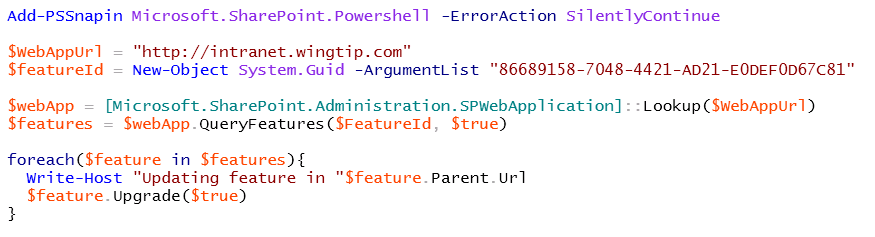 Add-PSSnapin Microsoft.SharePoint.Powershell -ErrorAction SilentlyContinue
$WebAppUrl = "http://intranet.wingtip.com"
$featureId = New-Object System.Guid -ArgumentList "86689158-7048-4421-AD21-E0DEF0D67C81"
$webApp = [Microsoft.SharePoint.Administration.SPWebApplication]::Lookup($WebAppUrl)
$features = $webApp.QueryFeatures($FeatureId, $true)
foreach($feature in $features){
Write-Host "Updating feature in "$feature.Parent.Url
$feature.Upgrade($true)
}